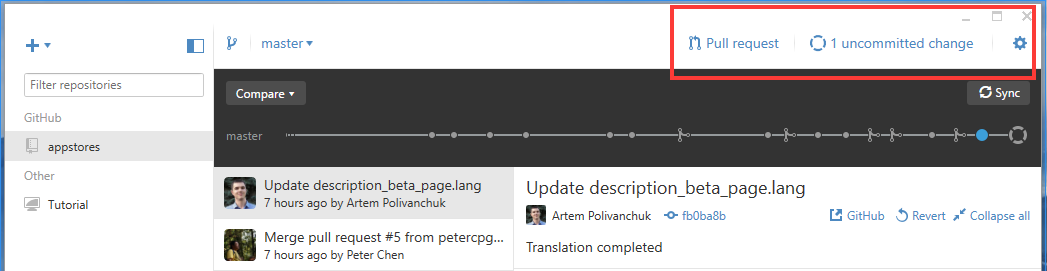 master
Pull request
1 uncommitted change
Filter repositories
GitHub
appstores
Other
Tutorial
Compare
Sync
master
Update description_beta_page.lang
7 hours ago by Artem Polivanchuk
Merge pull request #5 from petercpg...
7 hours ago by Peter Chen
Update description_beta_page.lang
Artem Polivanchuk
fb0ba8b
GitHub
Revert
Collapse all
Translation completed